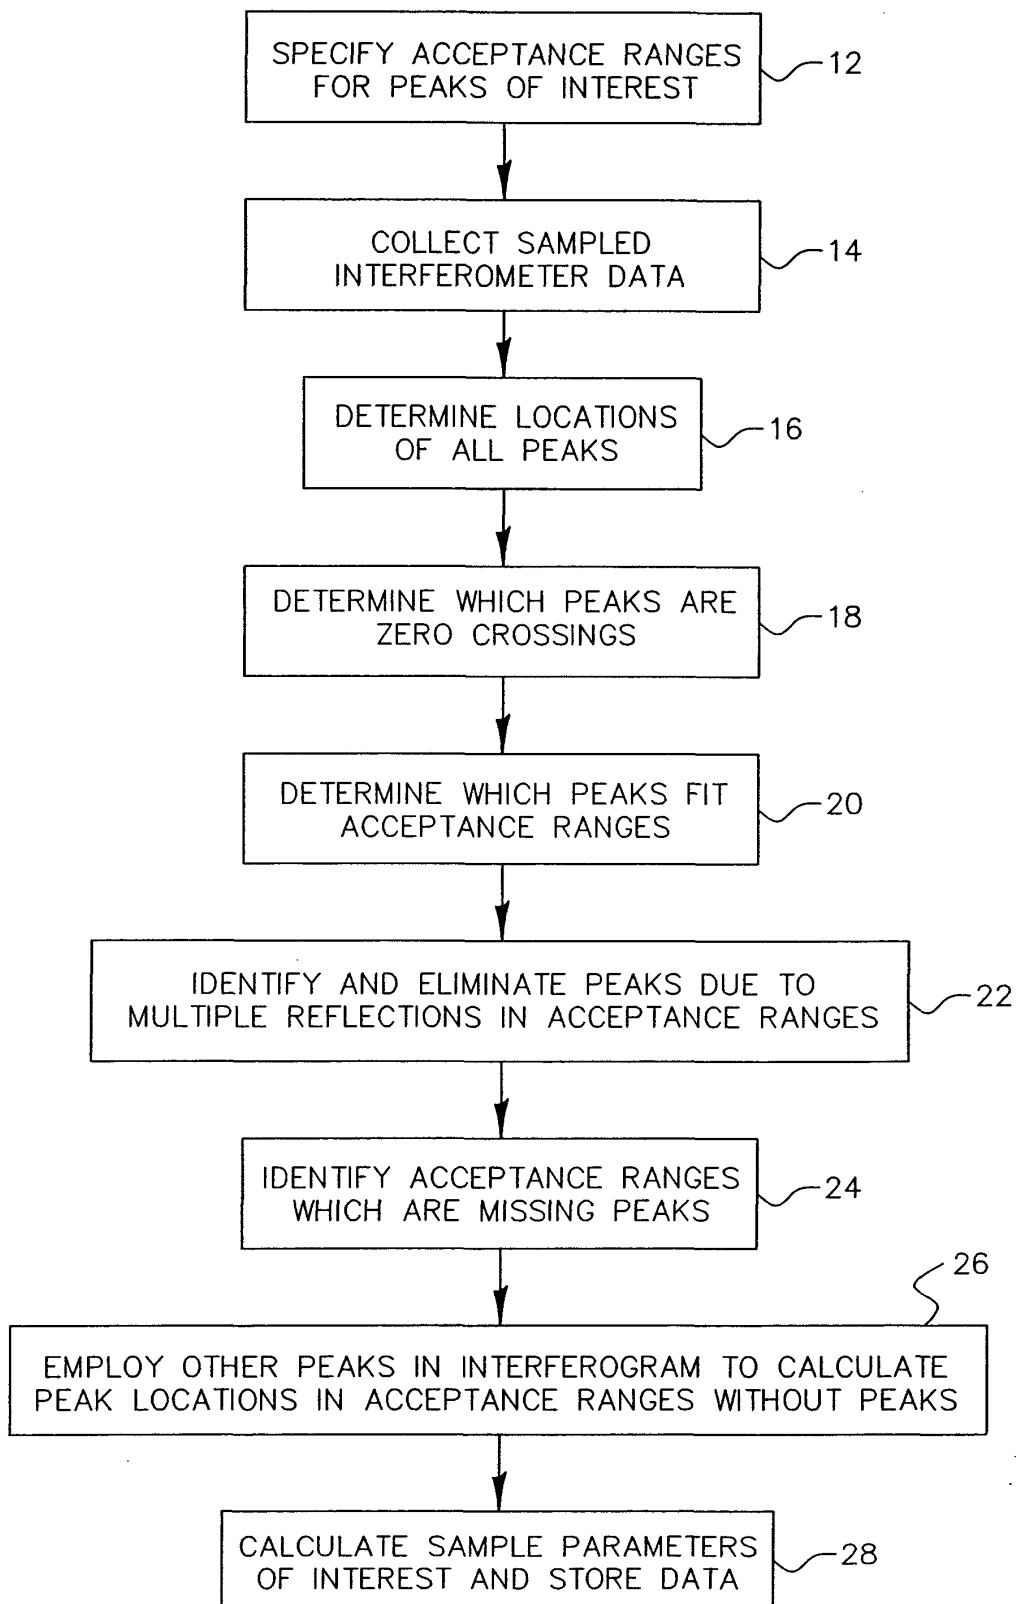 SPECIFY ACCEPTANCE RANGES
FOR PEAKS OF INTEREST
12
COLLECT SAMPLED
INTERFEROMETER DATA
14
DETERMINE LOCATIONS
OF ALL PEAKS
16
DETERMINE WHICH PEAKS ARE
ZERO CROSSINGS
18
DETERMINE WHICH PEAKS FIT
ACCEPTANCE RANGES
20
IDENTIFY AND ELIMINATE PEAKS DUE TO
MULTIPLE REFLECTIONS IN ACCEPTANCE RANGES
22
IDENTIFY ACCEPTANCE RANGES
WHICH ARE MISSING PEAKS
24
26
EMPLOY OTHER PEAKS IN INTERFEROGRAM TO CALCULATE
PEAK LOCATIONS IN ACCEPTANCE RANGES WITHOUT PEAKS
CALCULATE SAMPLE PARAMETERS
OF INTEREST AND STORE DATA
28